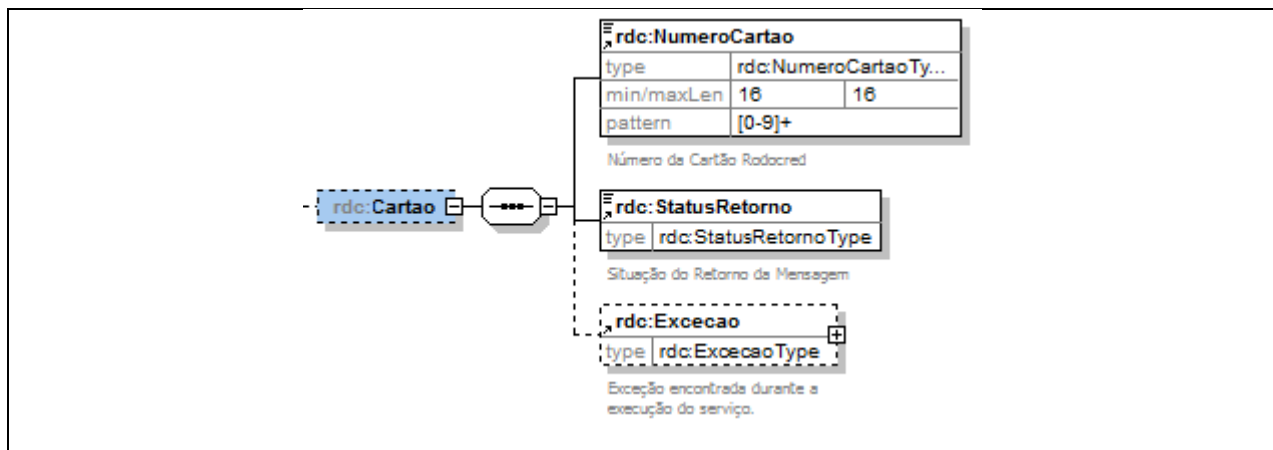 rdc:NumeroCartao
type rdc:NumeroCartaoTy...
min/maxLen 16 16
pattern [0-9]+
Número da Cartão Rodocred
rdc:Cartao
rdc:StatusRetorno
type rdc:StatusRetornoType
Situação do Retorno da Mensagem
rdc:Excecao
type rdc:ExcecaoType
Exceção encontrada durante a
execução do serviço.